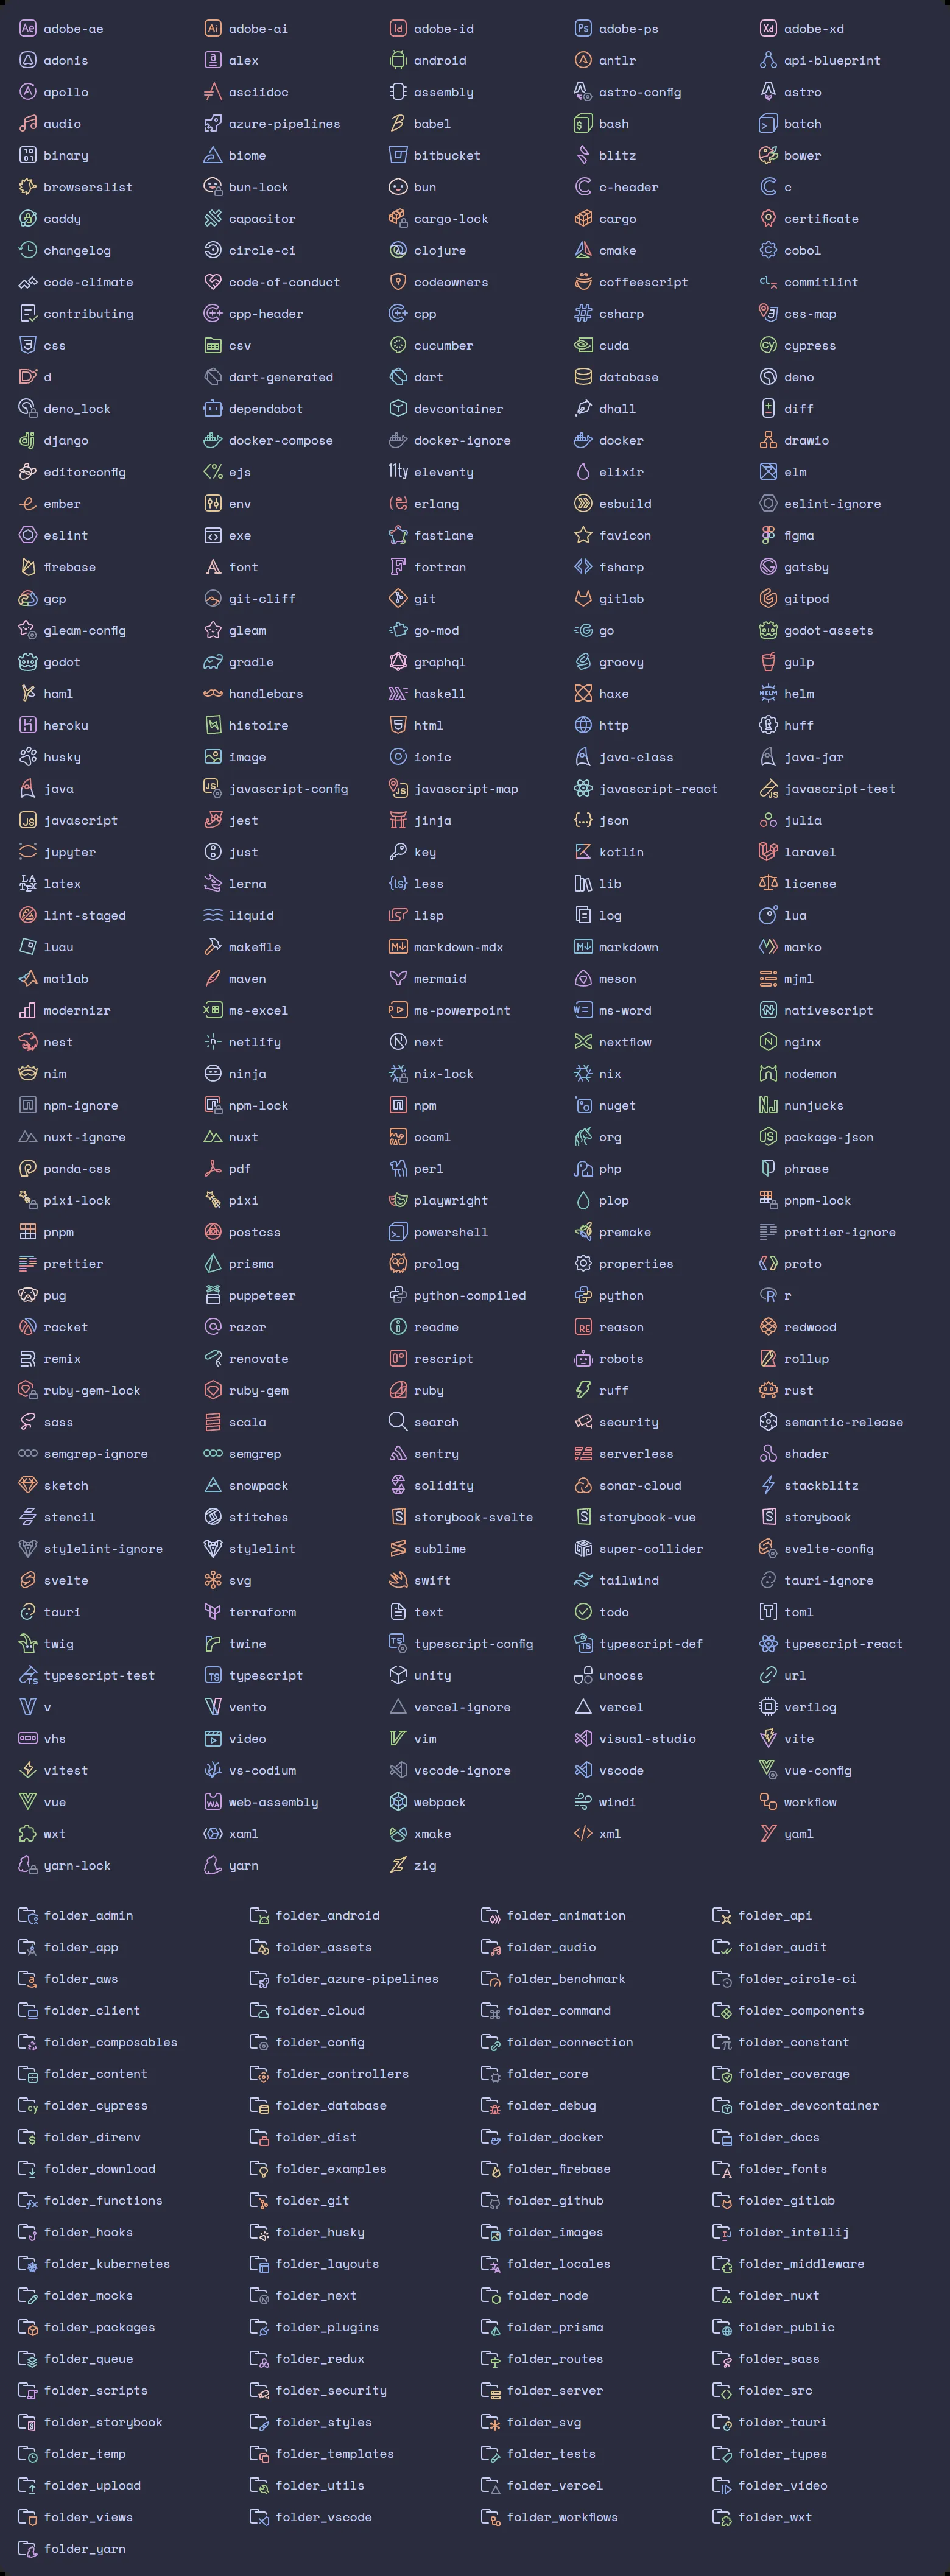 adobe-ae adobe-ai adobe-id adobe-ps adobe-xd
adonis alex android antlr api-blueprint
apollo asciidoc assembly astro-config astro
audio azure-pipelines babel bash batch
binary biome bitbucket blitz bower
browserslist bun-lock bun c-header c
caddy capacitor cargo-lock cargo certificate
changelog circle-ci clojure cmake cobol
code-climate code-of-conduct codeowners coffeescript commitlint
contributing cpp-header cpp csharp css-map
css csv cucumber cuda cypress
d dart-generated dart database deno
deno_lock dependabot devcontainer dhall diff
django docker-compose docker-ignore docker drawio
editorconfig ejs eleventy elixir elm
ember env erlang esbuild eslint-ignore
eslint exe fastlane favicon figma
firebase font fortran fsharp gatsby
gcp git-cliff git gitlab gitpod
gleam-config gleam go-mod go godot-assets
godot gradle graphql groovy gulp
haml handlebars haskell haxe helm
heroku histoire html http huff
husky image ionic java-class java-jar
java javascript-config javascript-map javascript-react javascript-test
javascript jest jinja json julia
jupyter just key kotlin laravel
latex lerna less lib license
lint-staged liquid lisp log lua
luau makefile markdown-mdx markdown marko
matlab maven mermaid meson mjml
modernizr ms-excel ms-powerpoint ms-word nativescript
nest netlify next nextflow nginx
nim ninja nix-lock nix nodemon
npm-ignore npm-lock npm nuget nunjucks
nuxt-ignore nuxt ocaml org package-json
panda-css pdf perl php phrase
pixi-lock pixi playwright plop pnpm-lock
pnpm postcss powershell premake prettier-ignore
prettier prisma prolog properties proto
pug puppeteer python-compiled python r
racket razor readme reason redwood
remix renovate rescript robots rollup
ruby-gem-lock ruby-gem ruby ruff rust
sass scala search security semantic-release
semgrep-ignore semgrep sentry serverless shader
sketch snowpack solidity sonar-cloud stackblitz
stencil stitches storybook-svelte storybook-vue storybook
stylelint-ignore stylelint sublime super-collider svelte-config
svelte svg swift tailwind tauri-ignore
tauri terraform text todo toml
twig twine typescript-config typescript-def typescript-react
typescript-test typescript unity unocss url
v vento vercel-ignore vercel verilog
vhs video vim visual-studio vite
vitest vs-codium vscode-ignore vscode vue-config
vue web-assembly webpack windi workflow
wxt xaml xmake xml yaml
yarn-lock yarn zig
folder_admin folder_android folder_animation folder_api
folder_app folder_assets folder_audio folder_audit
folder_aws folder_azure-pipelines folder_benchmark folder_circle-ci
folder_client folder_cloud folder_command folder_components
folder_composables folder_config folder_connection folder_constant
folder_content folder_controllers folder_core folder_coverage
folder_cypress folder_database folder_debug folder_devcontainer
folder_direnv folder_dist folder_docker folder_docs
folder_download folder_examples folder_firebase folder_fonts
folder_functions folder_git folder_github folder_gitlab
folder_hooks folder_husky folder_images folder_intellij
folder_kubernetes folder_layouts folder_locales folder_middleware
folder_mocks folder_next folder_node folder_nuxt
folder_packages folder_plugins folder_prisma folder_public
folder_queue folder_redux folder_routes folder_sass
folder_scripts folder_security folder_server folder_src
folder_storybook folder_styles folder_svg folder_tauri
folder_temp folder_templates folder_tests folder_types
folder_upload folder_utils folder_vercel folder_video
folder_views folder_vscode folder_workflows folder_wxt
folder_yarn